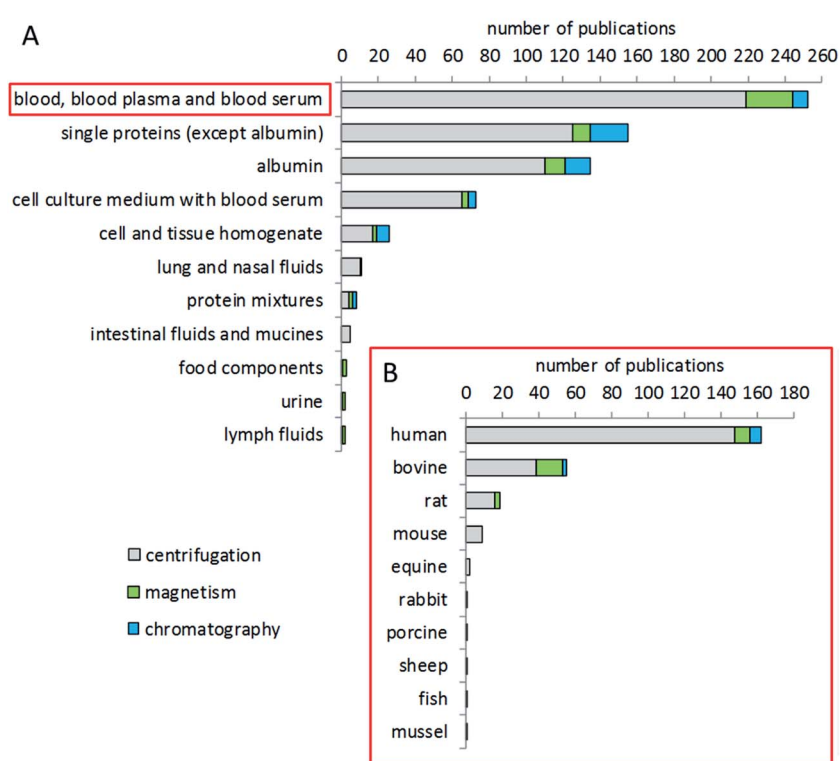 A
number of publications
0 20 40 60 80 100 120 140 160 180 200 220 240 260
blood, blood plasma and blood serum
single proteins (except albumin)
albumin
cell culture medium with blood serum
cell and tissue homogenate
lung and nasal fluids
protein mixtures
intestinal fluids and mucines
food components
urine
lymph fluids
centrifugation
magnetism
chromatography
B
number of publications
0 20 40 60 80 100 120 140 160 180
human
bovine
rat
mouse
equine
rabbit
porcine
sheep
fish
mussel